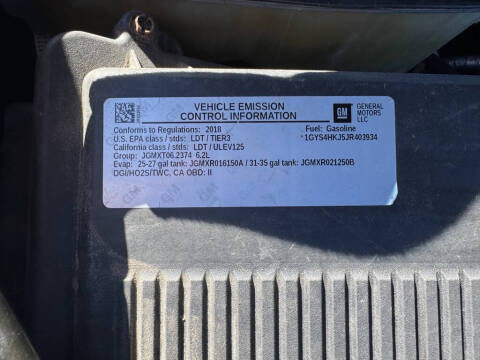 VEHICLE EMISSION
CONTROL INFORMATION
GM
GENERAL
MOTORS
LLC
Conforms to Regulations: 2018 Fuel: Gasoline
U.S. EPA class / stds: LDT / TIER3 *1GYS4HKJ5JR403934
California class / stds: LDT / ULEV125
Group: JGMXT06.2374 6.2L
Evap: 25-27 gal tank: JGMXR016150A / 31-35 gal tank: JGMXR021250B
DGI/HO2S/TWC, CA OBD: II